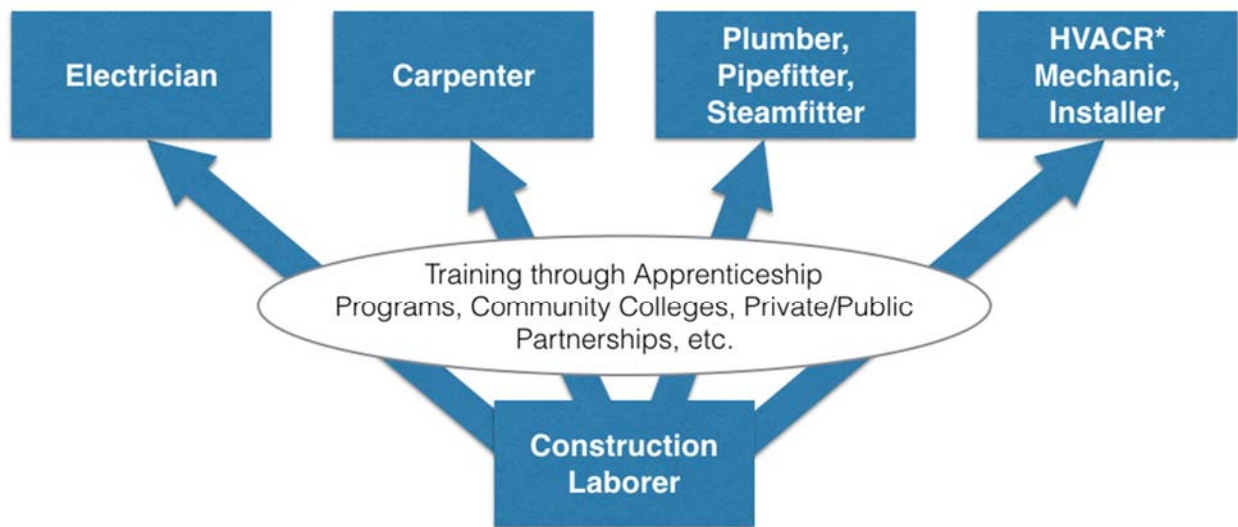 Electrician
Carpenter
Plumber,
Pipefitter,
Steamfitter
HVACR*
Mechanic,
Installer
Training through Apprenticeship
Programs, Community Colleges, Private/Public
Partnerships, etc.
Construction
Laborer